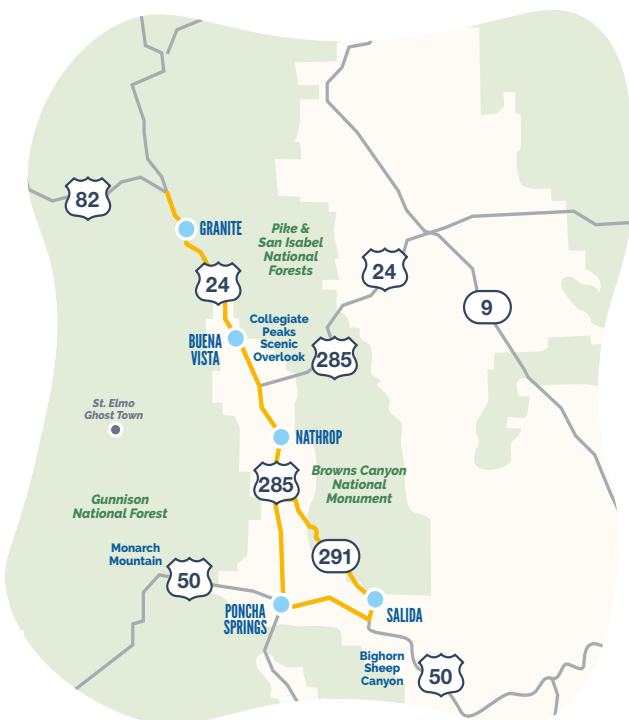 82
GRANITE
Pike &
San Isabel
National
Forests
24
24
9
Collegiate
Peaks
Scenic
Overlook
BUENA
VISTA
285
St. Elmo
Ghost Town
NATHROP
285
Browns Canyon
National
Monument
Gunnison
National Forest
291
Monarch
Mountain
50
PONCHA
SPRINGS
SALIDA
Bighorn
Sheep
Canyon
50